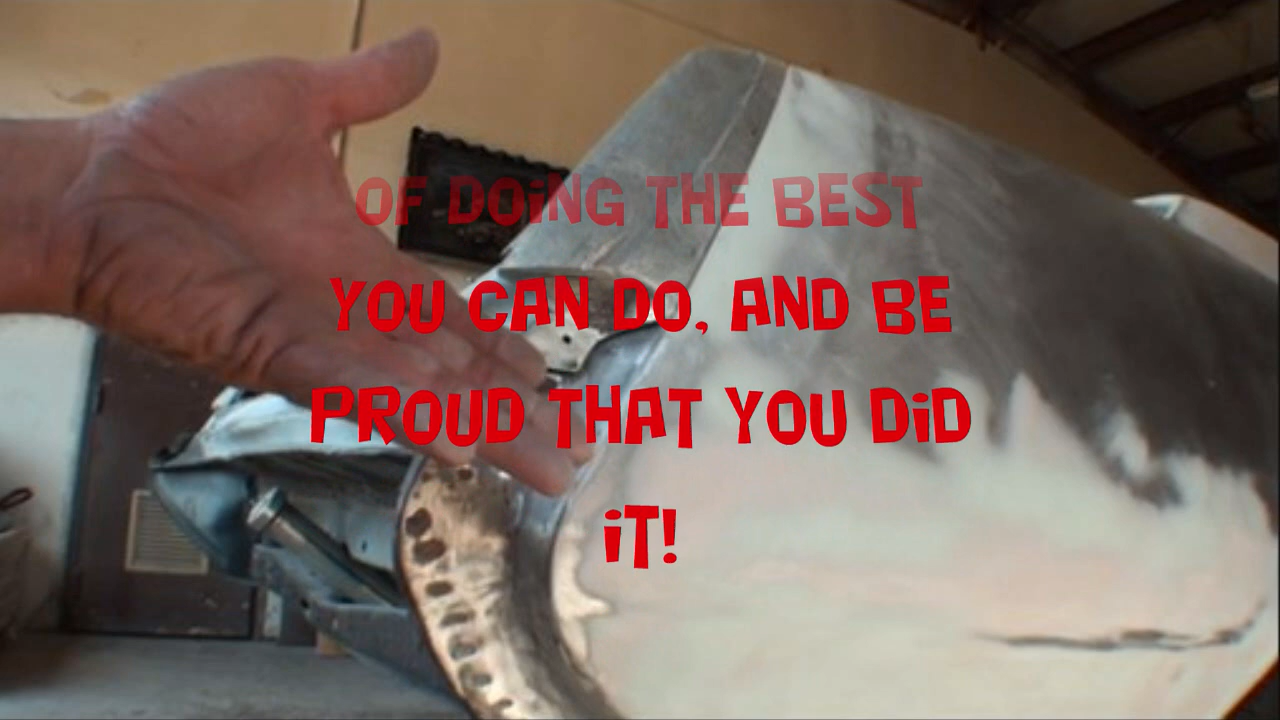 OF DOiNG THE BEST
YOU CAN DO, AND BE
PROUD THAT YOU DiD
iT!